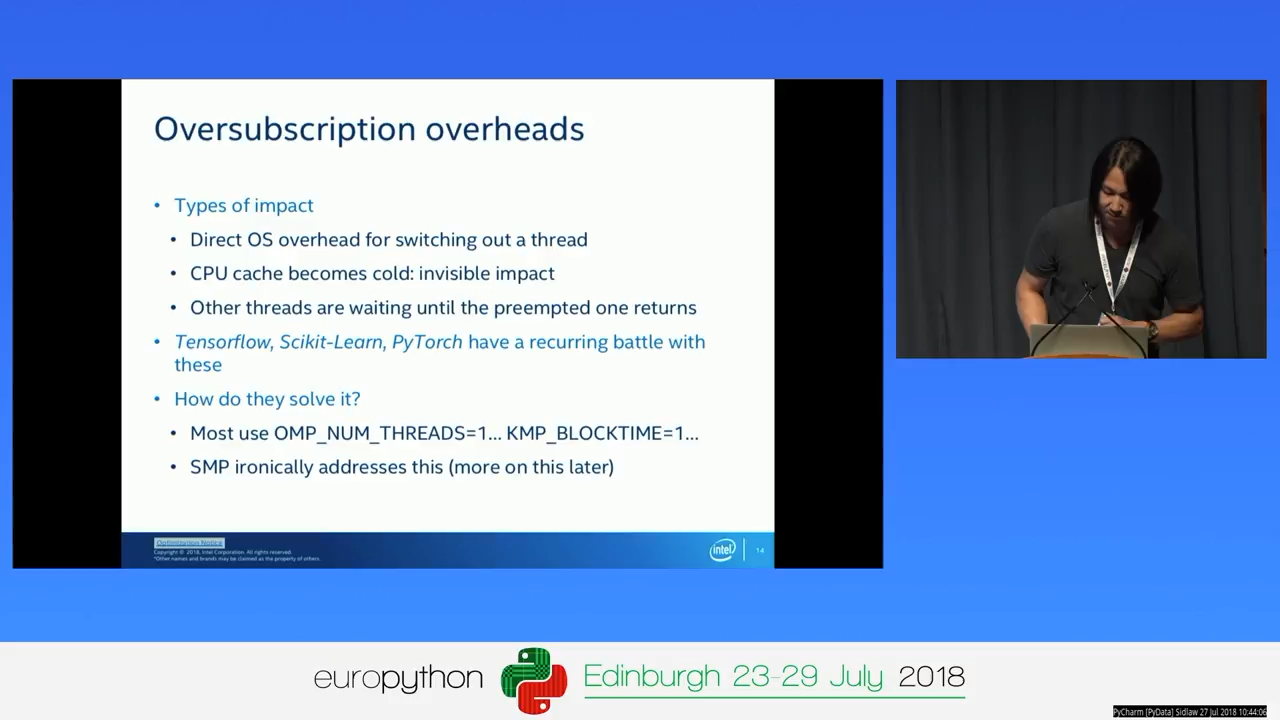 Oversubscription overheads
• Types of impact
• Direct OS overhead for switching out a thread
• CPU cache becomes cold: invisible impact
• Other threads are waiting until the preempted one returns
• Tensorflow, Scikit-Learn, PyTorch have a recurring battle with
these
• How do they solve it?
• Most use OMP_NUM_THREADS=1... KMP_BLOCKTIME=1...
• SMP ironically addresses this (more on this later)
Optimization Notice
Copyright © 2018, Intel Corporation. All rights reserved.
*Other names and brands may be claimed as the property of others.
intel
14
europython
Edinburgh 23-29 July 2018
PyCharm [PyData] Sidlaw 27 Jul 2018 10:44:06